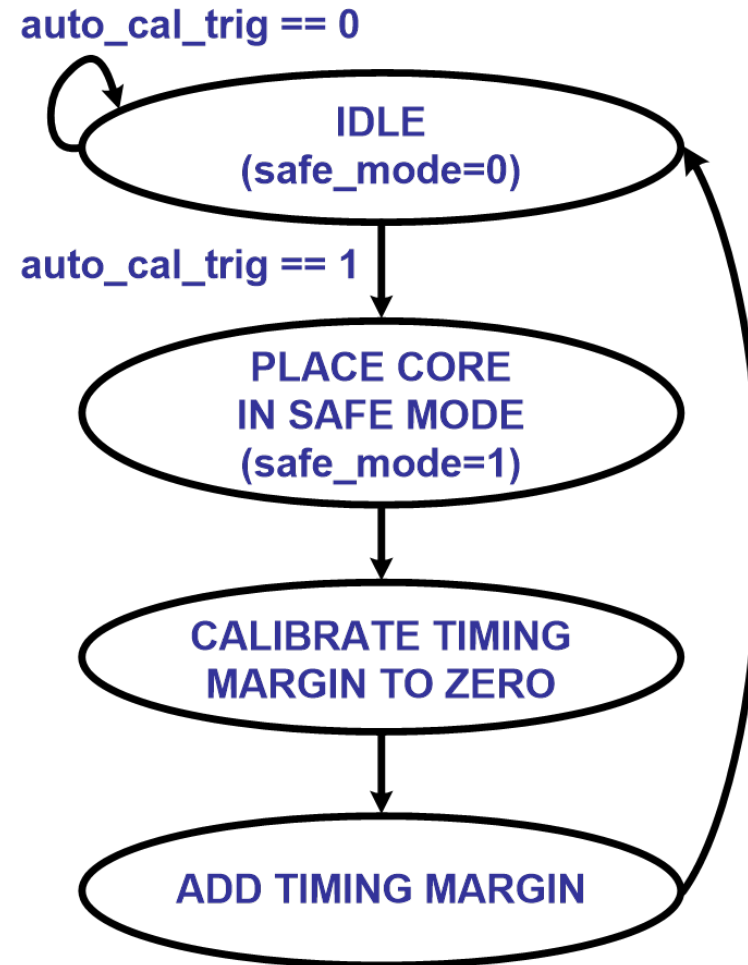 auto_cal_trig == 0
IDLE
(safe_mode=0)
auto_cal_trig == 1
PLACE CORE
IN SAFE MODE
(safe_mode=1)
CALIBRATE TIMING
MARGIN TO ZERO
ADD TIMING MARGIN